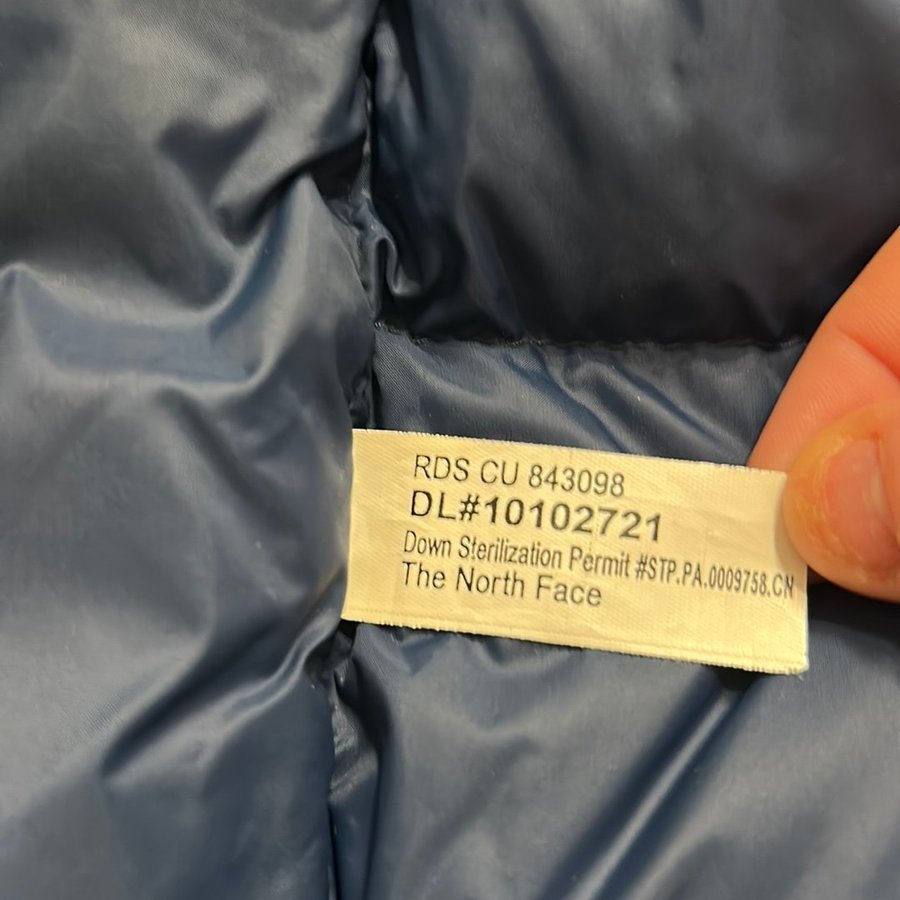 RDS CU 843098
DL#10102721
Down Sterilization Permit #STP.PA.0009758.CN
The North Face